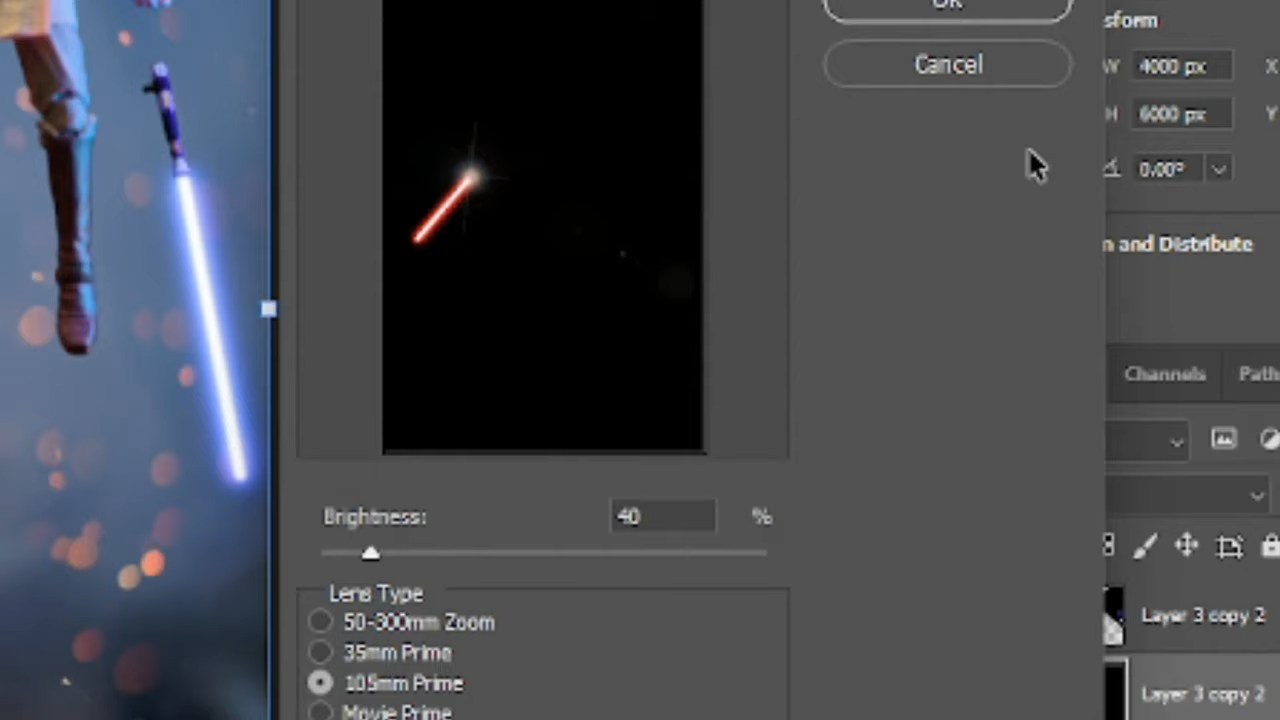 OK
Cancel
sform
W 4000 px X
H 6000 px Y
0.00°
n and Distribute
Channels Path
Brightness: 40 %
Lens Type
50-300mm Zoom
35mm Prime
105mm Prime
Movie Prime
Layer 3 copy 2
Layer 3 copy 2